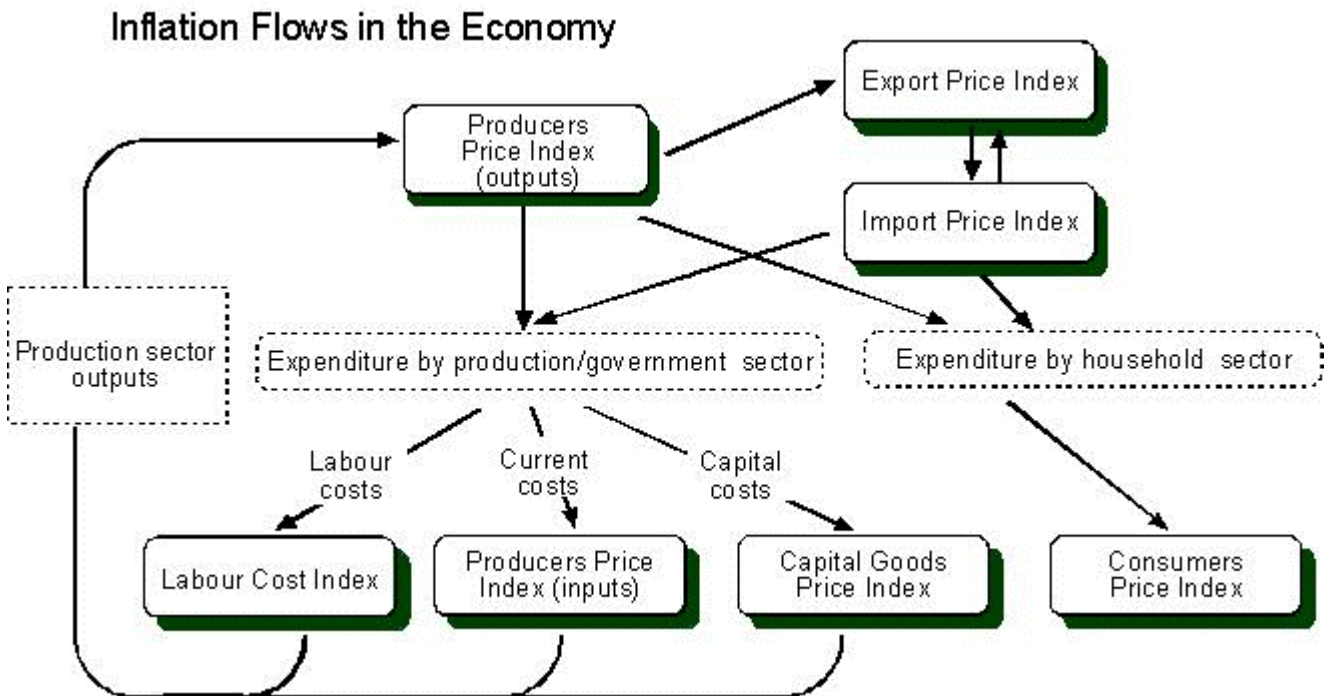 Inflation Flows in the Economy
Export Price Index
Producers
Price Index
(outputs)
Import Price Index
Production sector
outputs
Expenditure by production/government sector
Expenditure by household sector
Labour
costs
Current
costs
Capital
costs
Labour Cost Index
Producers Price
Index (inputs)
Capital Goods
Price Index
Consumers
Price Index